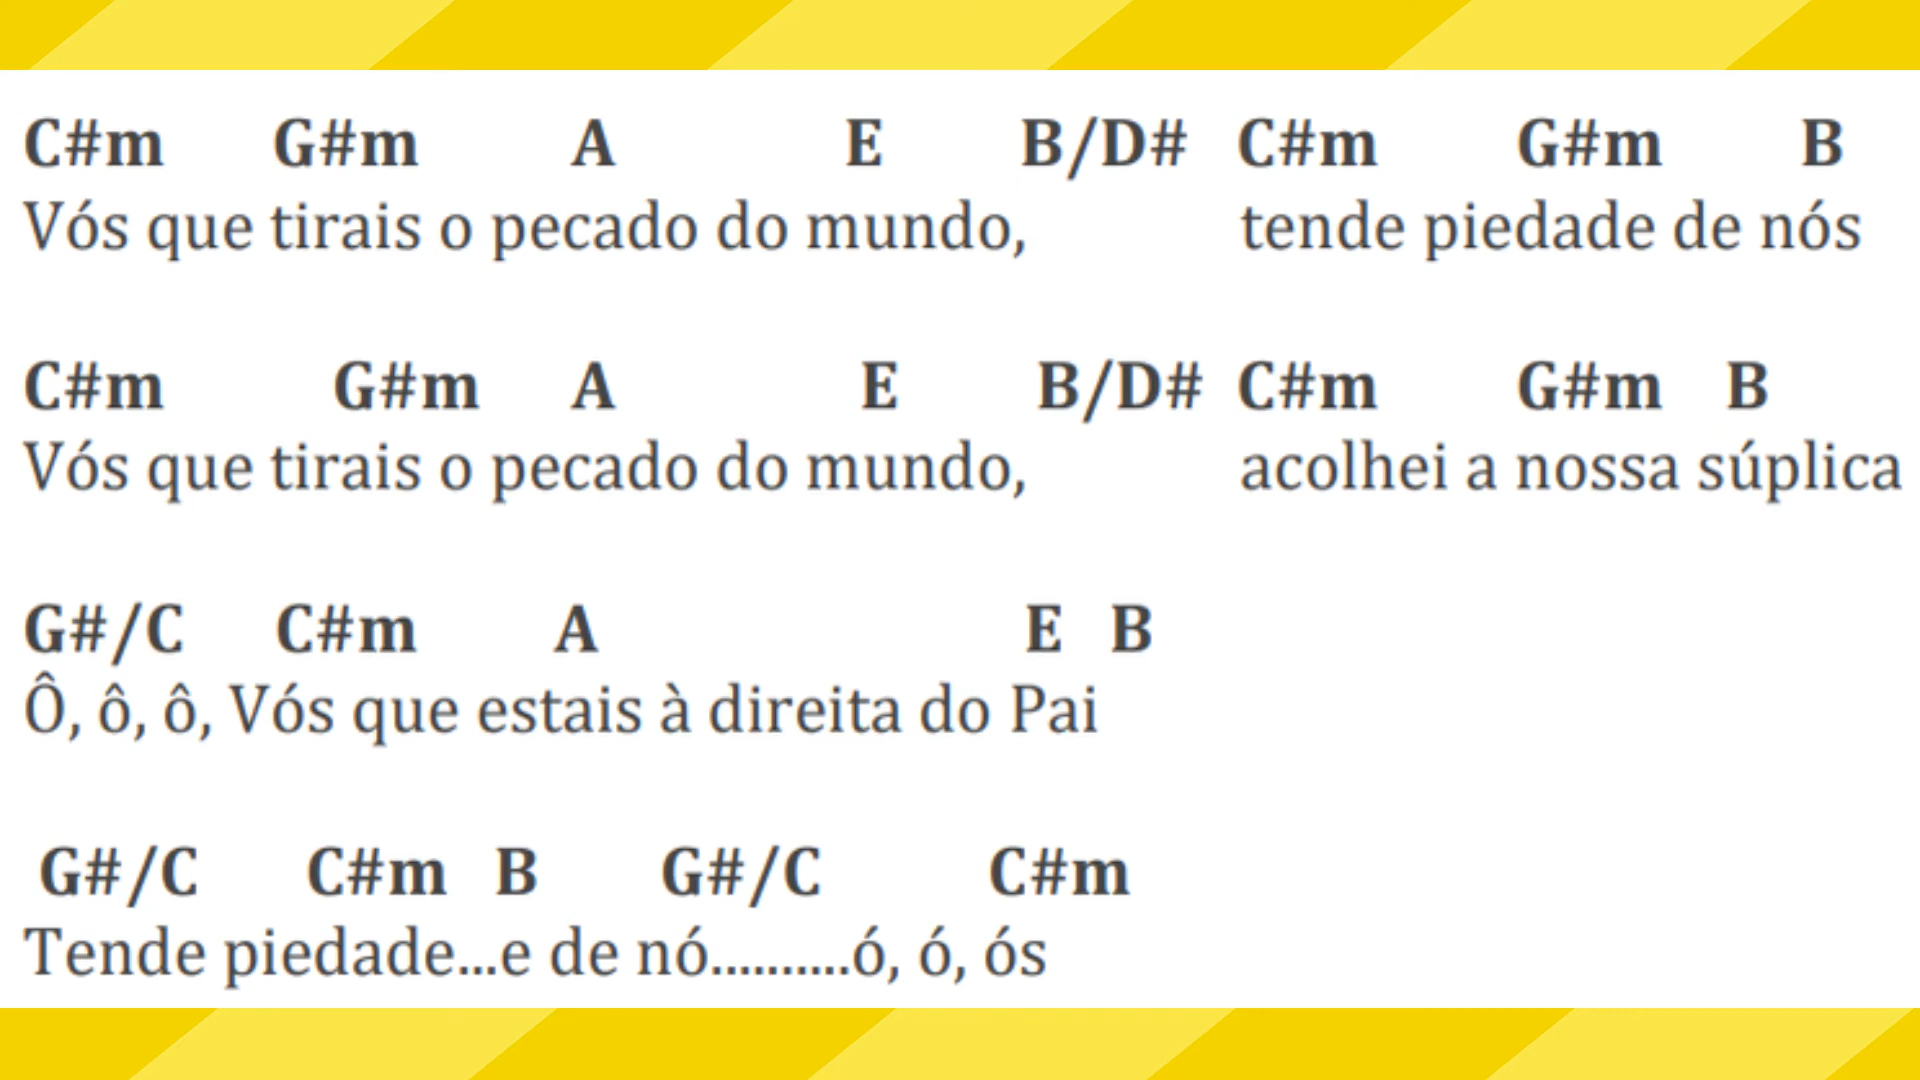 C#m G#m A E B/D# C#m G#m B
Vós que tirais o pecado do mundo, tende piedade de nós
C#m G#m A E B/D# C#m G#m B
Vós que tirais o pecado do mundo, acolhei a nossa súplica
G#/C C#m A E B
Ô, ô, ô, Vós que estais à direita do Pai
G#/C C#m B G#/C C#m
Tende piedade...e de nó..........ó, ó, ós